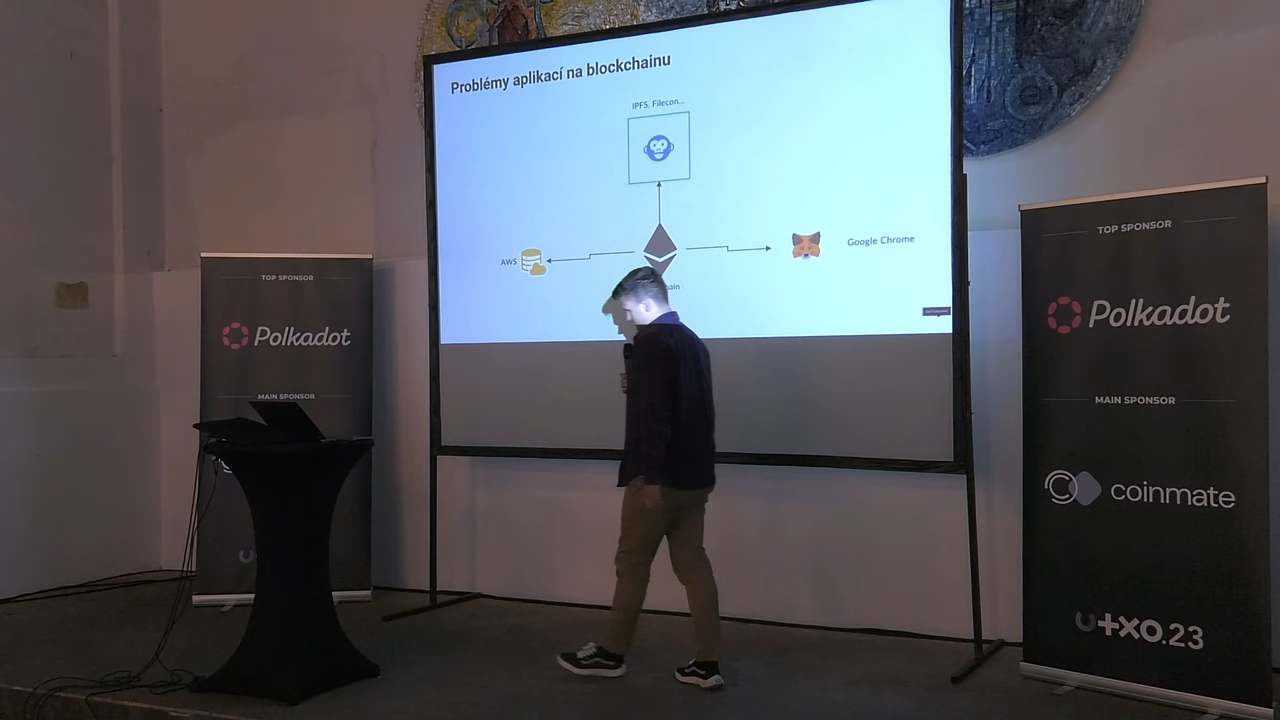 Problémy aplikací na blockchainu
IPFS, Filecon...
AWS
Google Chrome
TOP SPONSOR
Polkadot
MAIN SPONSOR
TOP SPONSOR
Polkadot
MAIN SPONSOR
coinmate
utxo.23